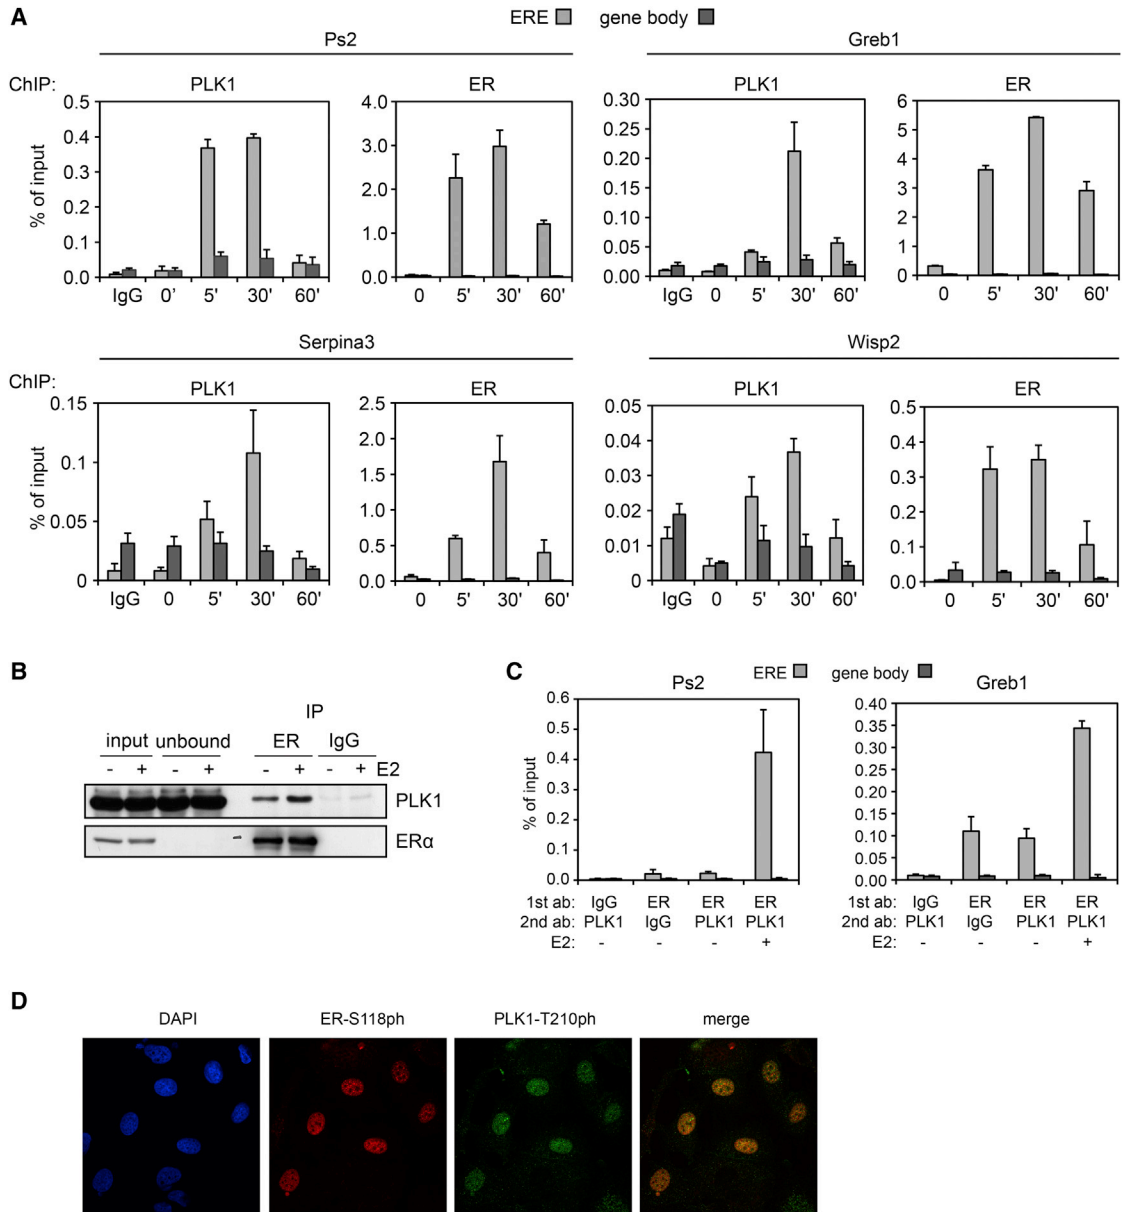 A
ERE gene body
Ps2 Greb1
ChIP: PLK1 ER PLK1 ER
% of input
0.5
0.4
0.3
0.2
0.1
0.0
IgG 0' 5' 30' 60'
4.0
3.0
2.0
1.0
0.0
0 5' 30' 60'
0.30
0.25
0.20
0.15
0.10
0.05
0.00
IgG 0 5' 30' 60'
6
5
4
3
2
1
0
0 5' 30' 60'
Serpina3 Wisp2
ChIP: PLK1 ER PLK1 ER
% of input
0.15
0.1
0.05
0
IgG 0 5' 30' 60'
2.5
2.0
1.5
1.0
0.5
0.0
0 5' 30' 60'
0.05
0.04
0.03
0.02
0.01
0
IgG 0 5' 30' 60'
0.5
0.4
0.3
0.2
0.1
0.0
0 5' 30' 60'
B
IP
input unbound ER IgG
- + - + - + - + E2
PLK1
ERα
C
ERE gene body
Ps2 Greb1
% of input
0.6
0.5
0.4
0.3
0.2
0.1
0.0
0.40
0.35
0.30
0.25
0.20
0.15
0.10
0.05
0.00
1st ab: IgG ER ER ER IgG ER ER ER
2nd ab: PLK1 IgG PLK1 PLK1 PLK1 IgG PLK1 PLK1
E2: - - - + - - - +
D
DAPI ER-S118ph PLK1-T210ph merge